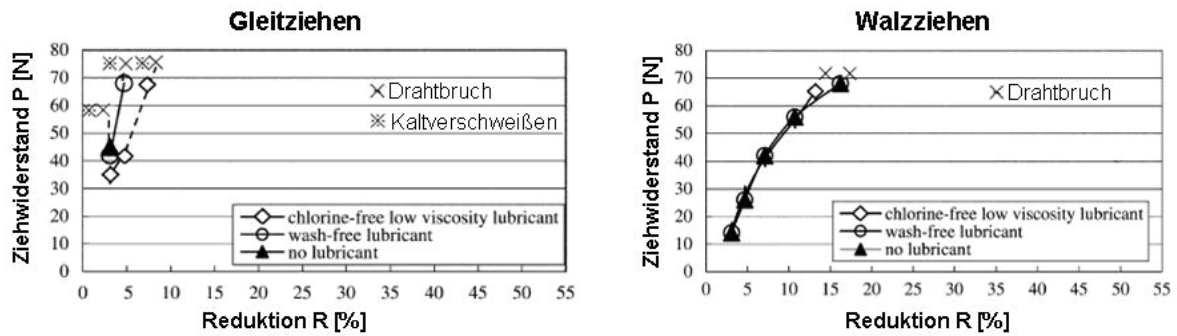 Gleitziehen
Ziehwiderstand P [N]
80
70
60
50
40
30
20
10
0
Drahtbruch
Kaltverschweißen
chlorine-free low viscosity lubricant
wash-free lubricant
no lubricant
0 5 10 15 20 25 30 35 40 45 50 55
Reduktion R [%]
Walzziehen
Ziehwiderstand P [N]
80
70
60
50
40
30
20
10
0
Drahtbruch
chlorine-free low viscosity lubricant
wash-free lubricant
no lubricant
0 5 10 15 20 25 30 35 40 45 50 55
Reduktion R [%]